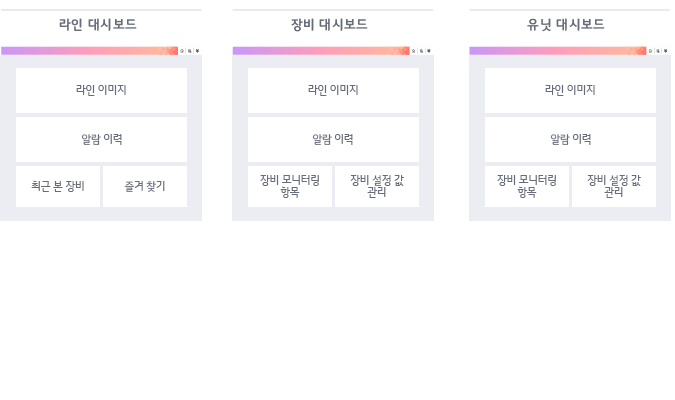 라인 대시보드
라인 이미지
알람 이력
최근 본 장비
즐겨 찾기
장비 대시보드
라인 이미지
알람 이력
장비 모니터링
항목
장비 설정 값
관리
유닛 대시보드
라인 이미지
알람 이력
장비 모니터링
항목
장비 설정 값
관리